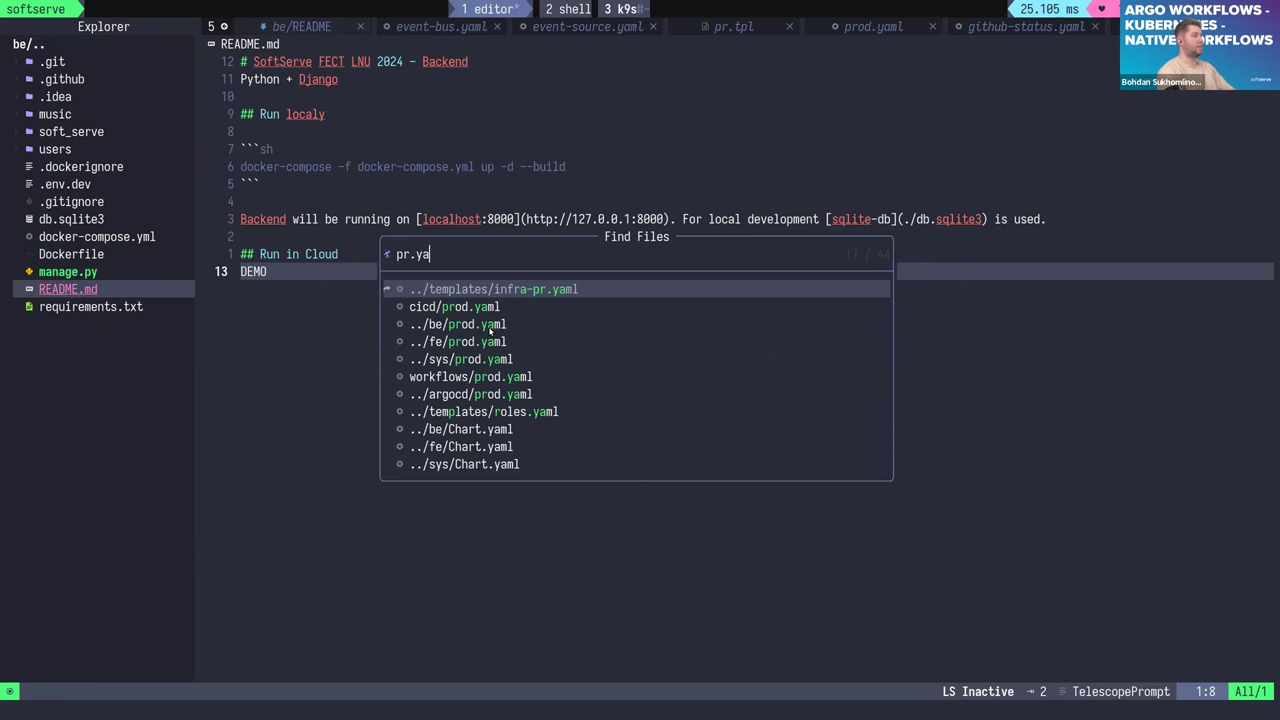 softserve
1 editor* 2 shell 3 k9s~
25.105 ms ♥
ARGO WORKFLOWS -
KUBERNETES -
NATIVE WORKFLOWS
Bohdan Sukhomlino...
softserve
Explorer
5
be/README
event-bus.yaml
event-source.yaml
pr.tpl
prod.yaml
github-status.yaml
be/..
.git
.github
.idea
music
soft_serve
users
.dockerignore
.env.dev
.gitignore
db.sqlite3
docker-compose.yml
Dockerfile
manage.py
README.md
requirements.txt
README.md
12 # SoftServe FECT LNU 2024 - Backend
11 Python + Django
10
9 ## Run localy
8
7 ```sh
6 docker-compose -f docker-compose.yml up -d --build
5 ```
4
3 Backend will be running on [localhost:8000](http://127.0.0.1:8000). For local development [sqlite-db](./db.sqlite3) is used.
2
1 ## Run in Cloud
13 DEMO
Find Files
pr.ya 17 / 44
../templates/infra-pr.yaml
cicd/prod.yaml
../be/prod.yaml
../fe/prod.yaml
../sys/prod.yaml
workflows/prod.yaml
../argocd/prod.yaml
../templates/roles.yaml
../be/Chart.yaml
../fe/Chart.yaml
../sys/Chart.yaml
LS Inactive 2 TelescopePrompt 1:8 All/1